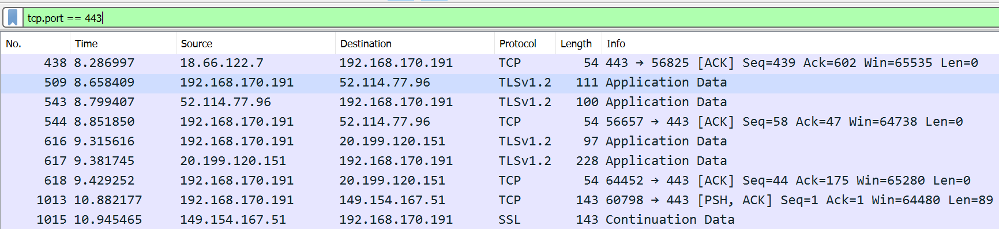 tcp.port == 443
No. Time Source Destination Protocol Length Info
438 8.286997 18.66.122.7 192.168.170.191 TCP 54 443 → 56825 [ACK] Seq=439 Ack=602 Win=65535 Len=0
509 8.658409 192.168.170.191 52.114.77.96 TLSv1.2 111 Application Data
543 8.799407 52.114.77.96 192.168.170.191 TLSv1.2 100 Application Data
544 8.851850 192.168.170.191 52.114.77.96 TCP 54 56657 → 443 [ACK] Seq=58 Ack=47 Win=64738 Len=0
616 9.315616 192.168.170.191 20.199.120.151 TLSv1.2 97 Application Data
617 9.381745 20.199.120.151 192.168.170.191 TLSv1.2 228 Application Data
618 9.429252 192.168.170.191 20.199.120.151 TCP 54 64452 → 443 [ACK] Seq=44 Ack=175 Win=65280 Len=0
1013 10.882177 192.168.170.191 149.154.167.51 TCP 143 60798 → 443 [PSH, ACK] Seq=1 Ack=1 Win=64480 Len=89
1015 10.945465 149.154.167.51 192.168.170.191 SSL 143 Continuation Data